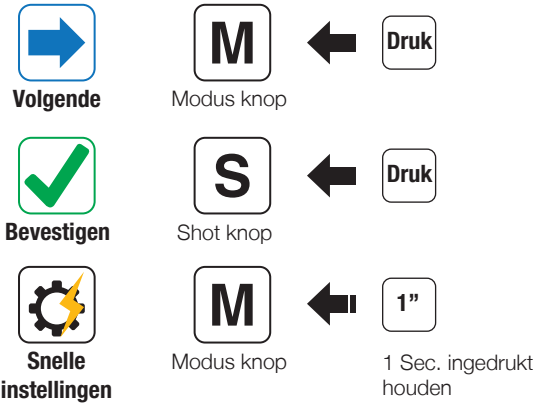 M
Druk
Volgende
Modus knop
S
Druk
Bevestigen
Shot knop
M
1”
Snelle
instellingen
Modus knop
1 Sec. ingedrukt
houden